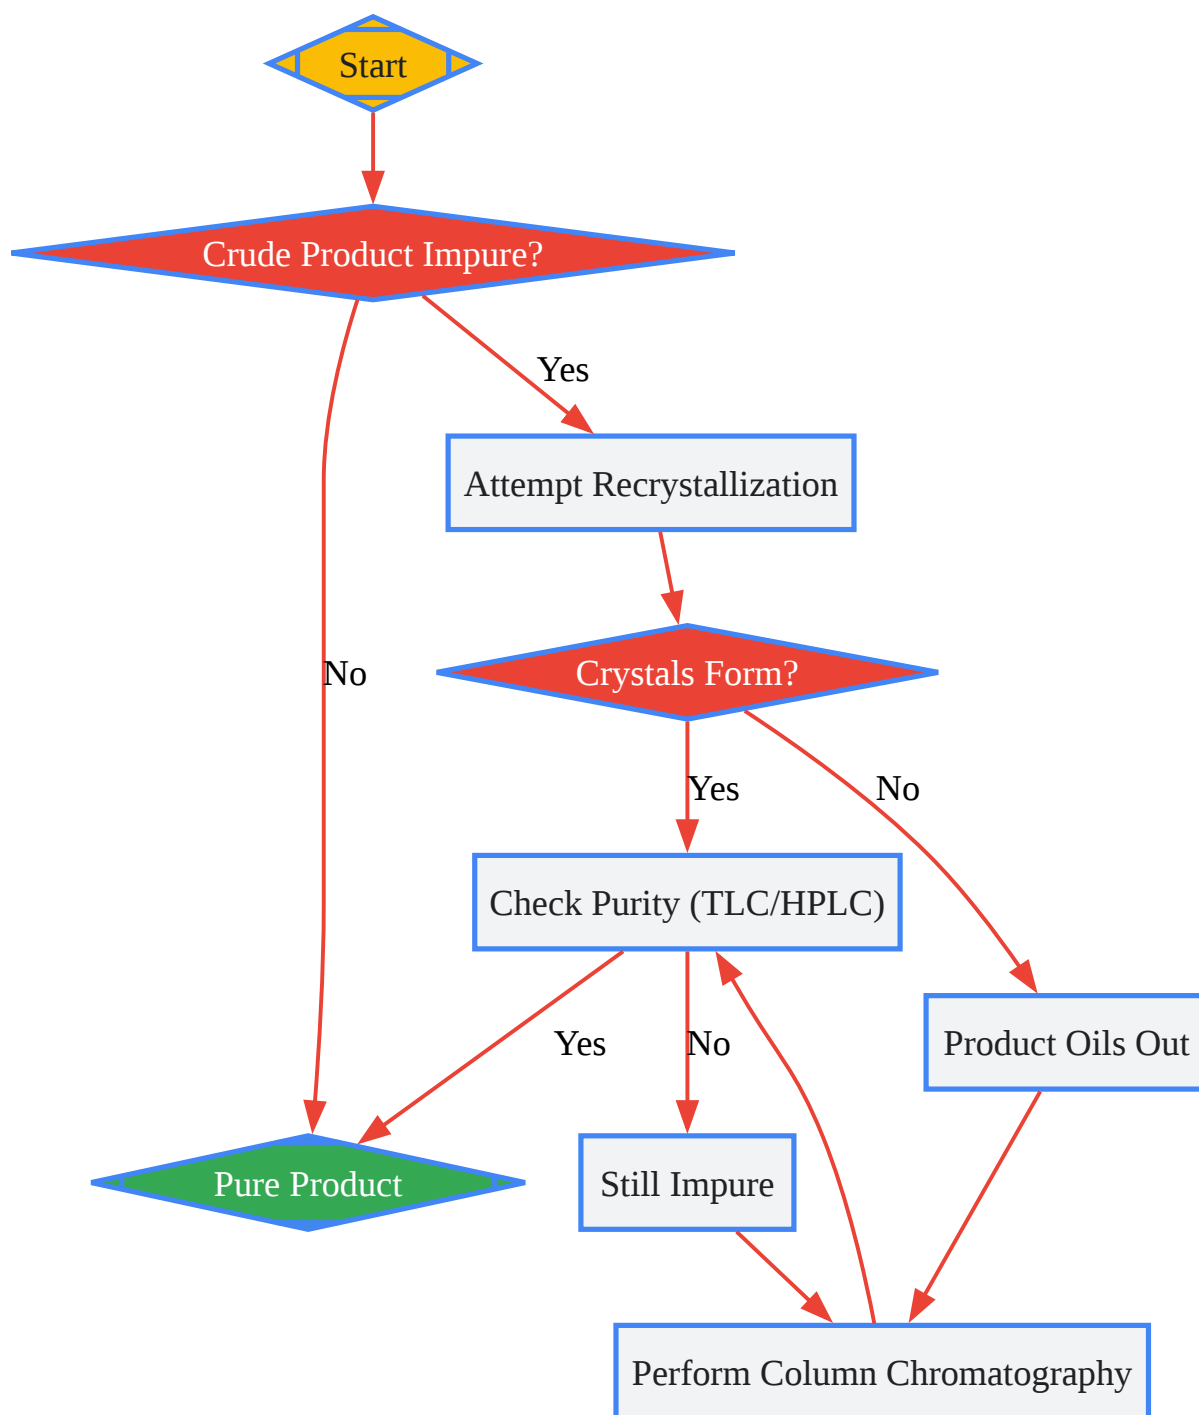 Start
Crude Product Impure?
Yes
Attempt Recrystallization
No
Crystals Form?
Yes
No
Check Purity (TLC/HPLC)
Yes
No
Product Oils Out
Pure Product
Still Impure
Perform Column Chromatography